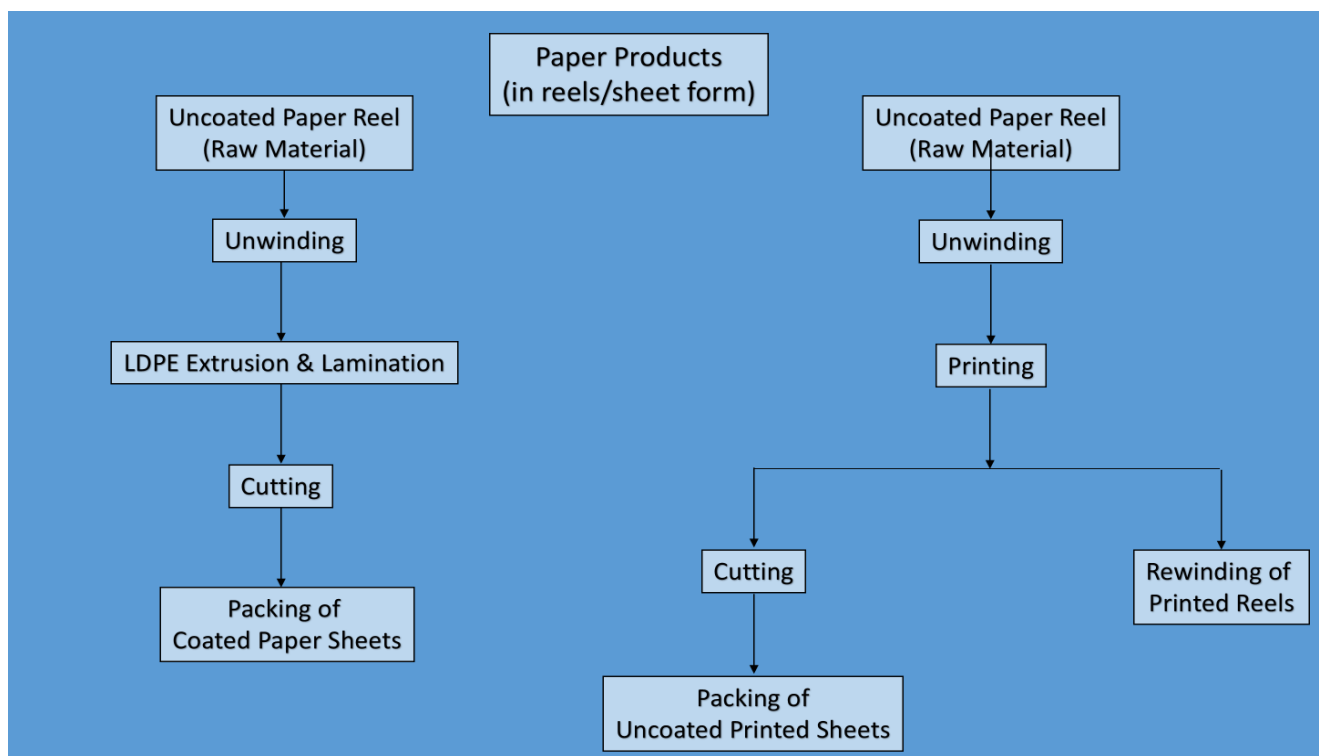 Paper Products
(in reels/sheet form)
Uncoated Paper Reel
(Raw Material)
Unwinding
LDPE Extrusion & Lamination
Cutting
Packing of
Coated Paper Sheets
Uncoated Paper Reel
(Raw Material)
Unwinding
Printing
Cutting
Packing of
Uncoated Printed Sheets
Rewinding of
Printed Reels